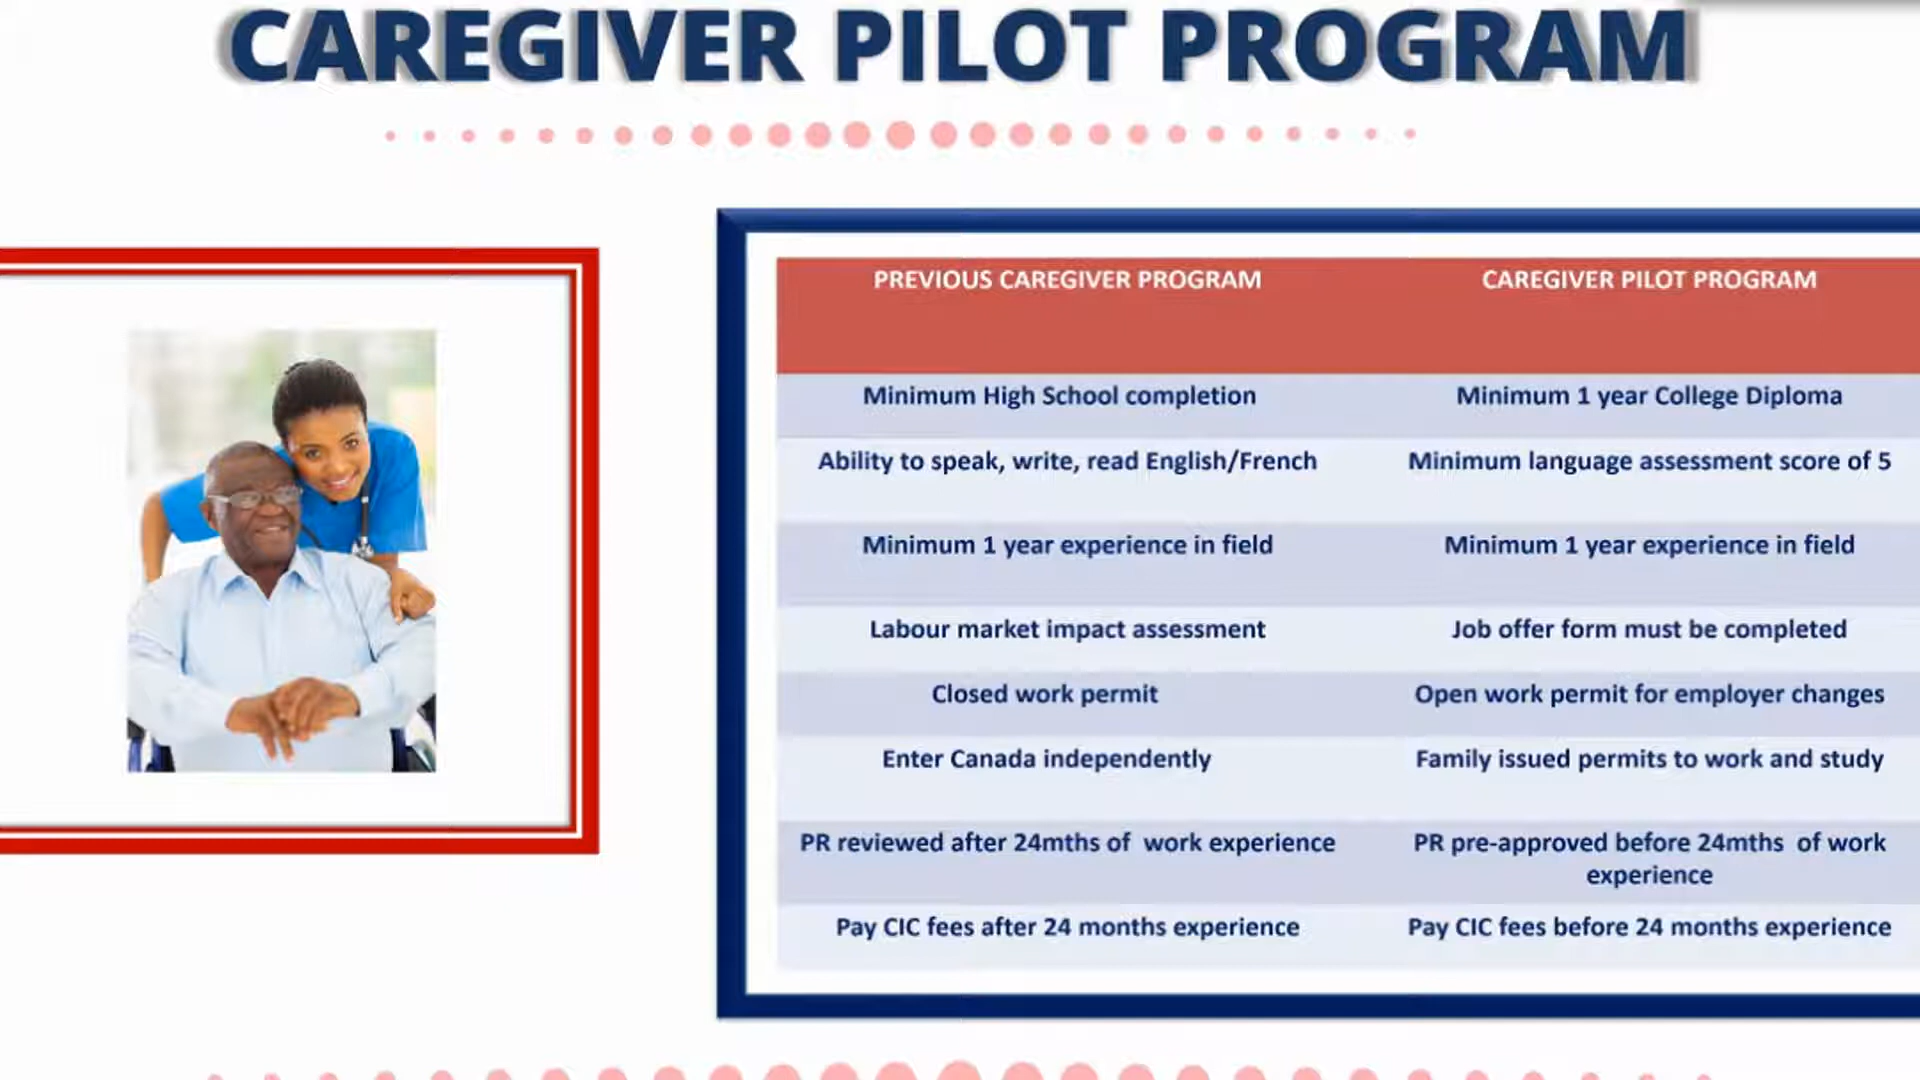 CAREGIVER PILOT PROGRAM
PREVIOUS CAREGIVER PROGRAM
CAREGIVER PILOT PROGRAM
Minimum High School completion
Minimum 1 year College Diploma
Ability to speak, write, read English/French
Minimum language assessment score of 5
Minimum 1 year experience in field
Minimum 1 year experience in field
Labour market impact assessment
Job offer form must be completed
Closed work permit
Open work permit for employer changes
Enter Canada independently
Family issued permits to work and study
PR reviewed after 24mths of work experience
PR pre-approved before 24mths of work
experience
Pay CIC fees after 24 months experience
Pay CIC fees before 24 months experience